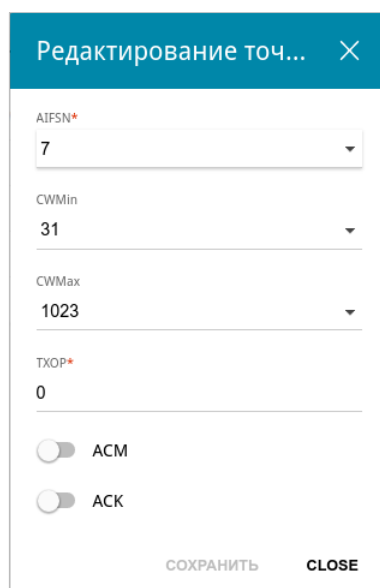 Редактирование точ...
AIFSN*
7
CWMin
31
CWMax
1023
TXOP*
0
ACM
ACK
СОХРАНИТЬ CLOSE